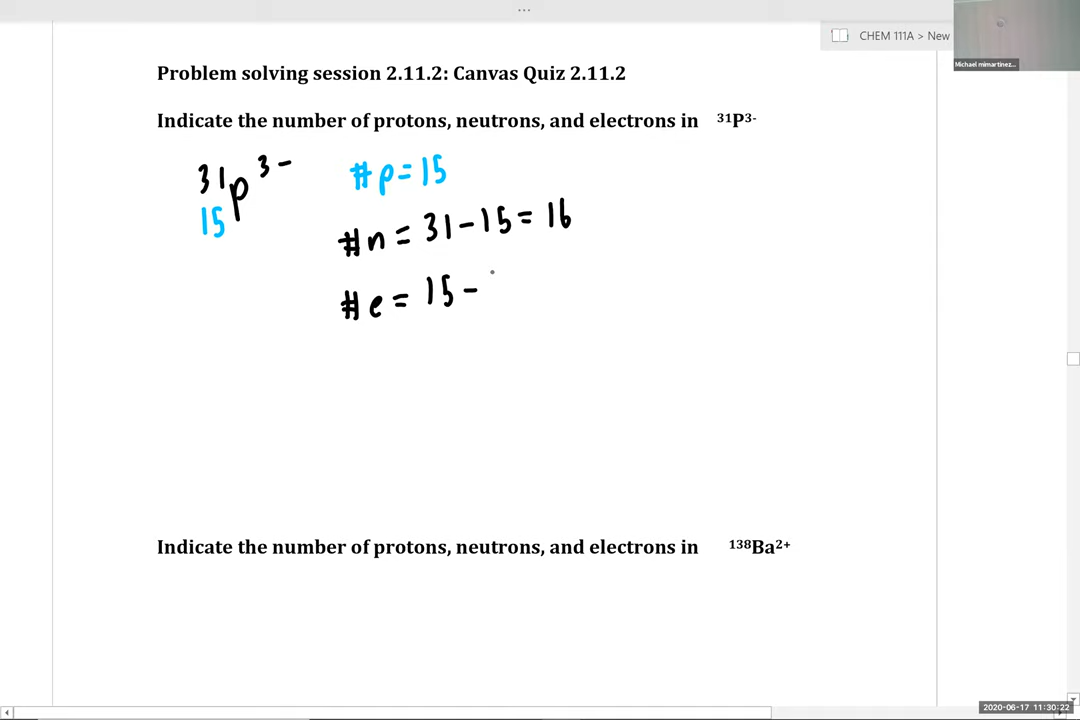 ...
CHEM 111A > New
Michael mimartinez...
Problem solving session 2.11.2: Canvas Quiz 2.11.2
Indicate the number of protons, neutrons, and electrons in ³¹P³⁻
³¹₁₅P³⁻ #p=15
#n = 31-15=16
#e = 15-
Indicate the number of protons, neutrons, and electrons in ¹³⁸Ba²⁺
2020-06-17 11:30:22